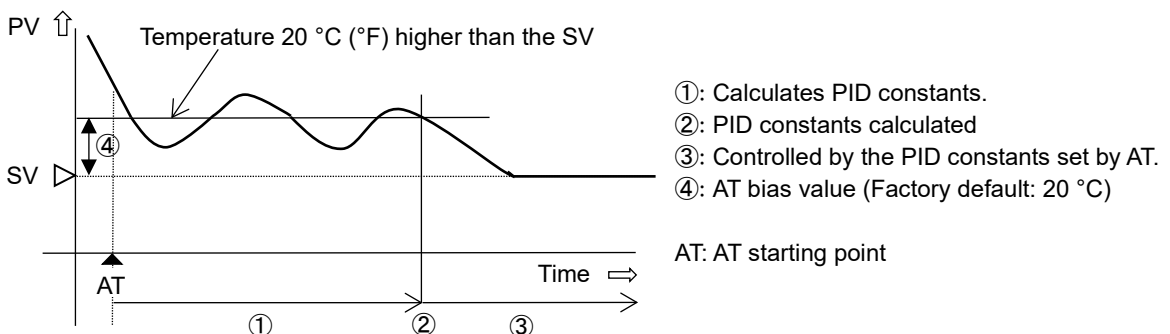 PV ⇧
Temperature 20 °C (°F) higher than the SV
④
SV
AT
Time ⇨
① ② ③
①: Calculates PID constants.
②: PID constants calculated
③: Controlled by the PID constants set by AT.
④: AT bias value (Factory default: 20 °C)
AT: AT starting point